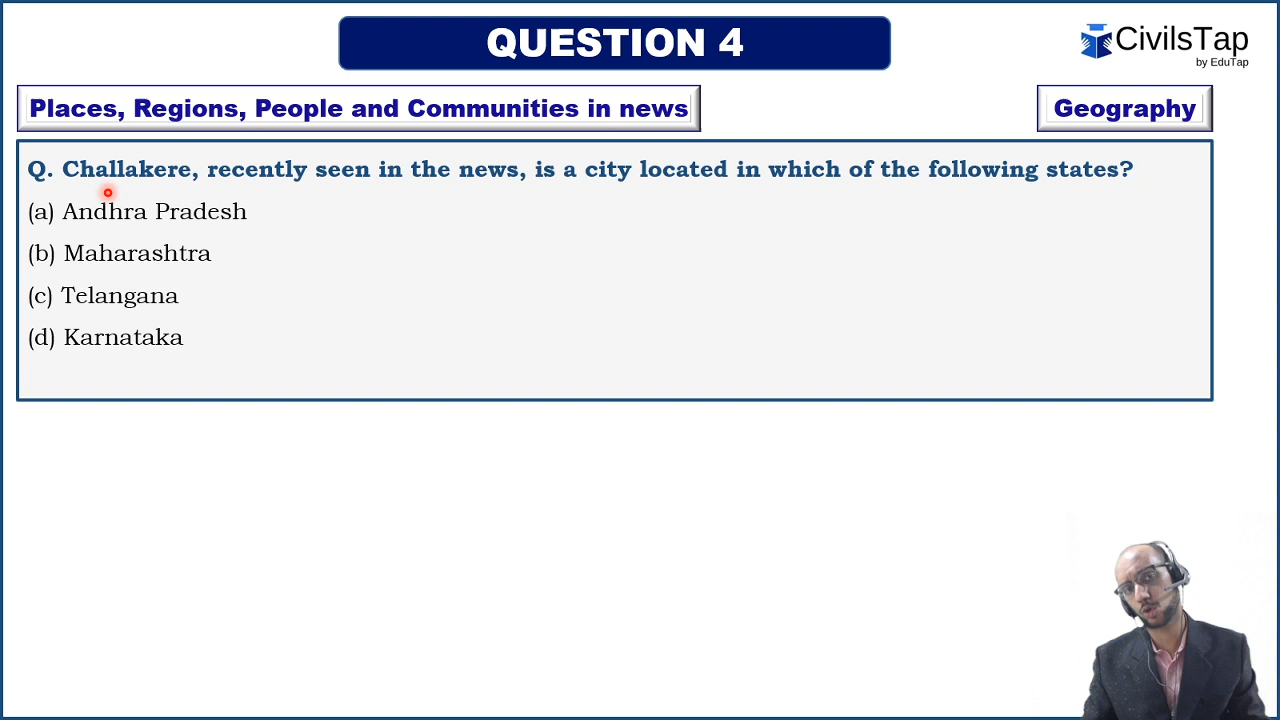 QUESTION 4
CivilsTap
by EduTap
Places, Regions, People and Communities in news
Geography
Q. Challakere, recently seen in the news, is a city located in which of the following states?
(a) Andhra Pradesh
(b) Maharashtra
(c) Telangana
(d) Karnataka